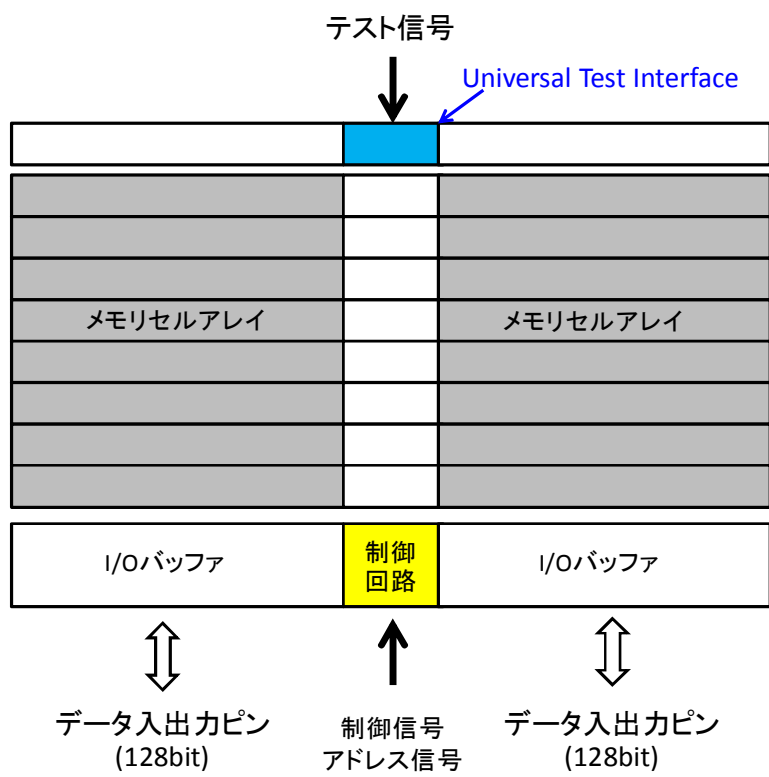 テスト信号
Universal Test Interface
メモリセルアレイ
メモリセルアレイ
I/Oバッファ
制御
回路
I/Oバッファ
データ入出力ピン
(128bit)
制御信号
アドレス信号
データ入出力ピン
(128bit)